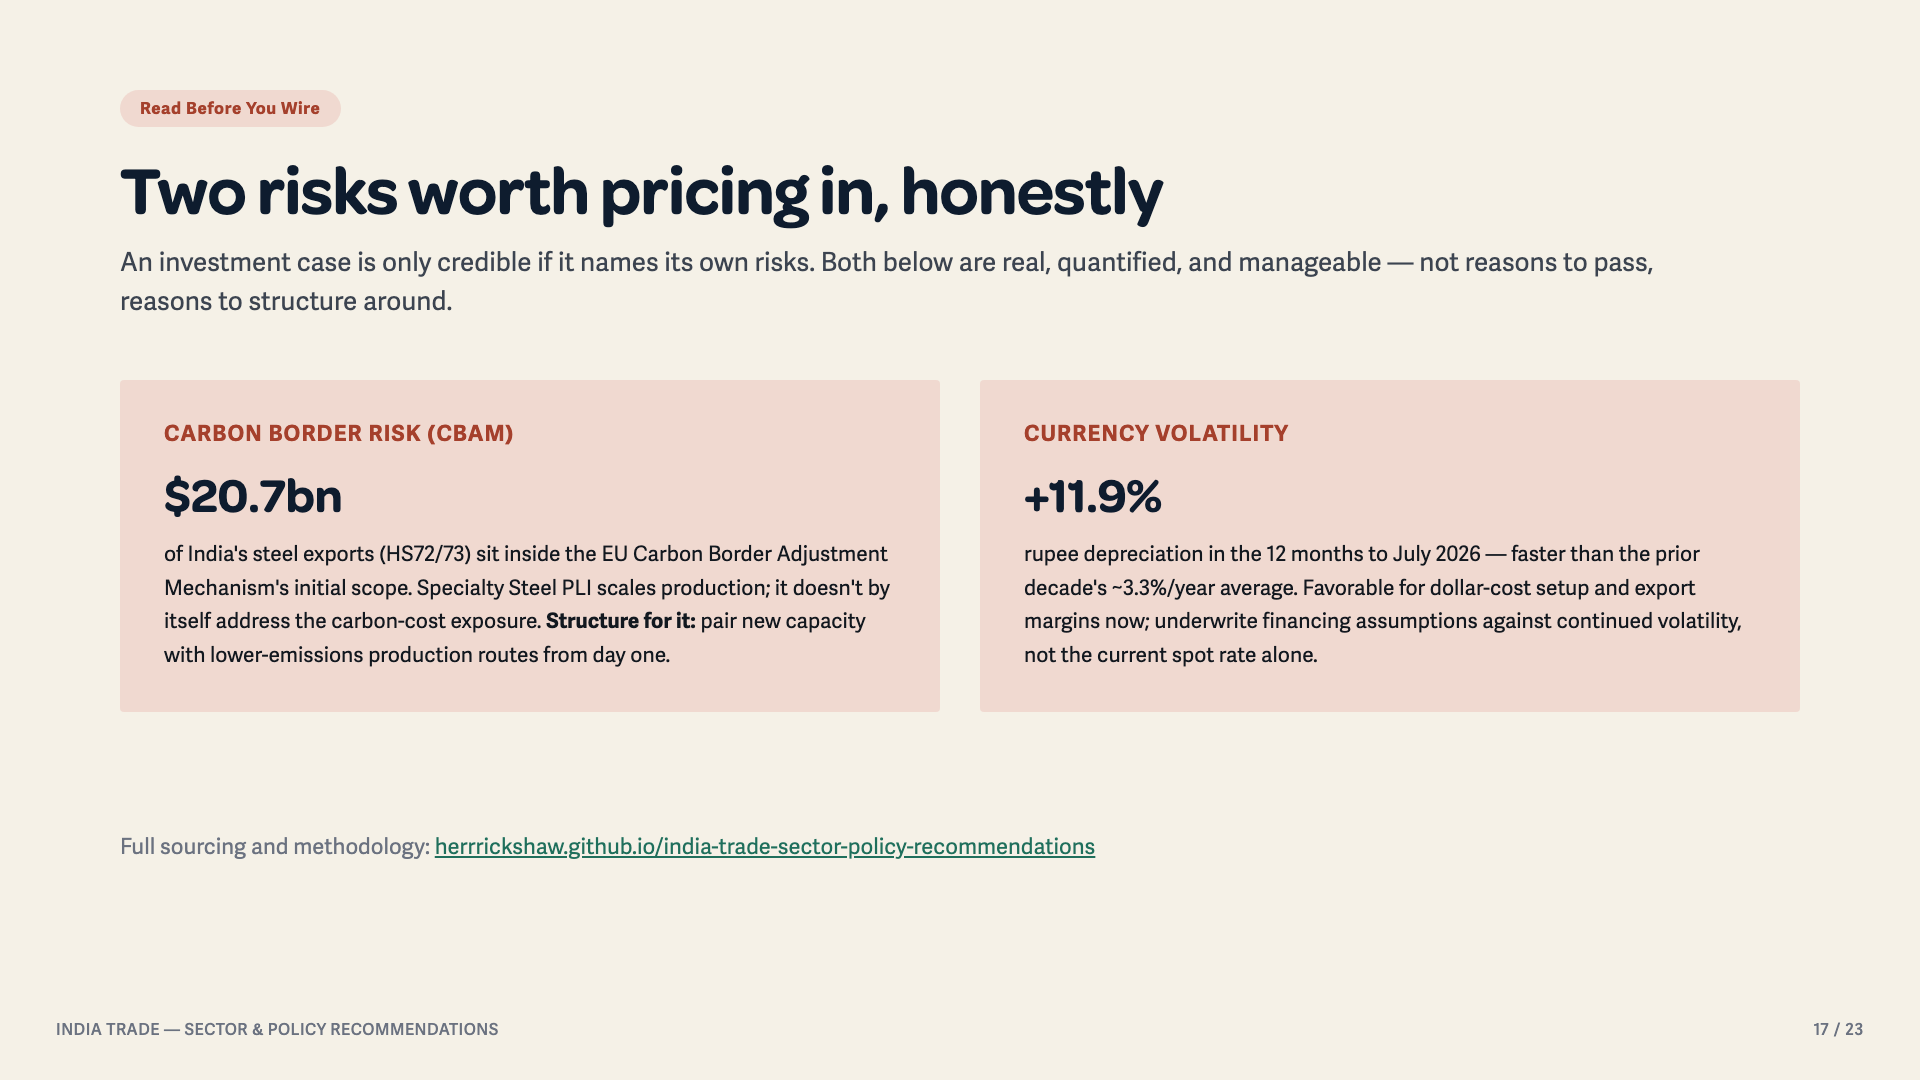 Read Before You Wire
Two risks worth pricing in, honestly
An investment case is only credible if it names its own risks. Both below are real, quantified, and manageable — not reasons to pass,
reasons to structure around.
CARBON BORDER RISK (CBAM)
$20.7bn
of India's steel exports (HS72/73) sit inside the EU Carbon Border Adjustment
Mechanism's initial scope. Specialty Steel PLI scales production; it doesn't by
itself address the carbon-cost exposure. Structure for it: pair new capacity
with lower-emissions production routes from day one.
CURRENCY VOLATILITY
+11.9%
rupee depreciation in the 12 months to July 2026 — faster than the prior
decade's ~3.3%/year average. Favorable for dollar-cost setup and export
margins now; underwrite financing assumptions against continued volatility,
not the current spot rate alone.
Full sourcing and methodology: herrrickshaw.github.io/india-trade-sector-policy-recommendations
INDIA TRADE — SECTOR & POLICY RECOMMENDATIONS
17 / 23